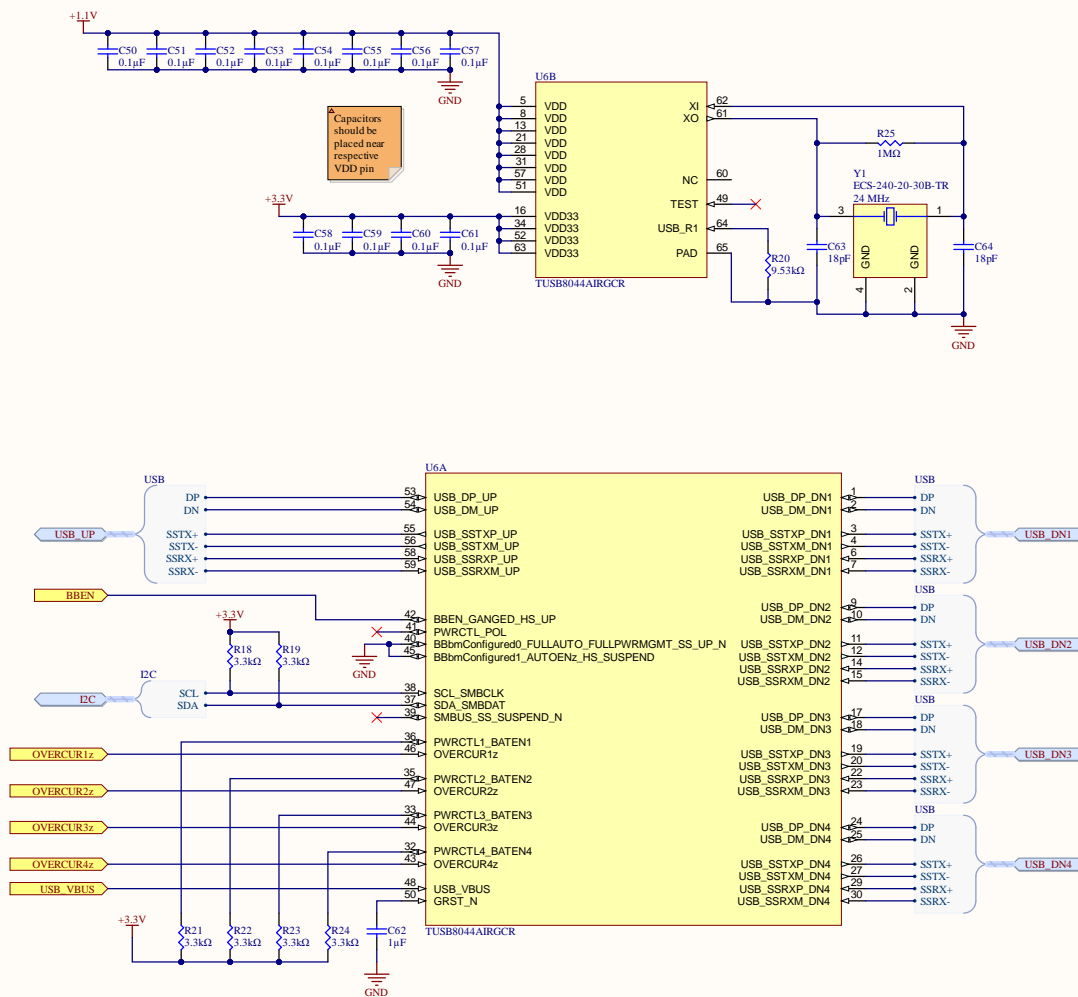 +1.1V
C50 C51 C52 C53 C54 C55 C56 C57
0.1µF 0.1µF 0.1µF 0.1µF 0.1µF 0.1µF 0.1µF 0.1µF
GND
Capacitors
should be
placed near
respective
VDD pin
+3.3V
C58 C59 C60 C61
0.1µF 0.1µF 0.1µF 0.1µF
GND
U6B
5 VDD
8 VDD
13 VDD
21 VDD
28 VDD
31 VDD
57 VDD
51 VDD
16 VDD33
34 VDD33
52 VDD33
63 VDD33
XI 62
XO 61
NC 60
TEST 49
USB_R1 64
PAD 65
TUSB8044AIRGCR
R20
9.53kΩ
R25
1MΩ
Y1
ECS-240-20-30B-TR
24 MHz
3 1
GND GND
4 2
C63
18pF
C64
18pF
GND
U6A
USB
DP
DN
SSTX+
SSTX-
SSRX+
SSRX-
USB_UP
53 USB_DP_UP
54 USB_DM_UP
55 USB_SSTXP_UP
56 USB_SSTXM_UP
58 USB_SSRXP_UP
59 USB_SSRXM_UP
BBEN
42 BBEN_GANGED_HS_UP
41 PWRCTL_POL
40 BBbmConfigured0_FULLAUTO_FULLPWRMGMT_SS_UP_N
45 BBbmConfigured1_AUTOENz_HS_SUSPEND
GND
+3.3V
R18 R19
3.3kΩ 3.3kΩ
I2C
SCL
SDA
I2C
38 SCL_SMBCLK
37 SDA_SMBDAT
39 SMBUS_SS_SUSPEND_N
36 PWRCTL1_BATEN1
OVERCUR1z 46 OVERCUR1z
35 PWRCTL2_BATEN2
OVERCUR2z 47 OVERCUR2z
33 PWRCTL3_BATEN3
OVERCUR3z 44 OVERCUR3z
32 PWRCTL4_BATEN4
OVERCUR4z 43 OVERCUR4z
USB_VBUS 48 USB_VBUS
50 GRST_N
+3.3V
R21 R22 R23 R24
3.3kΩ 3.3kΩ 3.3kΩ 3.3kΩ
C62
1µF
GND
TUSB8044AIRGCR
USB
USB_DP_DN1 1 DP
USB_DM_DN1 2 DN
USB_SSTXP_DN1 3 SSTX+
USB_SSTXM_DN1 4 SSTX-
USB_SSRXP_DN1 6 SSRX+
USB_SSRXM_DN1 7 SSRX-
USB_DN1
USB
USB_DP_DN2 9 DP
USB_DM_DN2 10 DN
USB_SSTXP_DN2 11 SSTX+
USB_SSTXM_DN2 12 SSTX-
USB_SSRXP_DN2 14 SSRX+
USB_SSRXM_DN2 15 SSRX-
USB_DN2
USB
USB_DP_DN3 17 DP
USB_DM_DN3 18 DN
USB_SSTXP_DN3 19 SSTX+
USB_SSTXM_DN3 20 SSTX-
USB_SSRXP_DN3 22 SSRX+
USB_SSRXM_DN3 23 SSRX-
USB_DN3
USB
USB_DP_DN4 24 DP
USB_DM_DN4 25 DN
USB_SSTXP_DN4 26 SSTX+
USB_SSTXM_DN4 27 SSTX-
USB_SSRXP_DN4 29 SSRX+
USB_SSRXM_DN4 30 SSRX-
USB_DN4